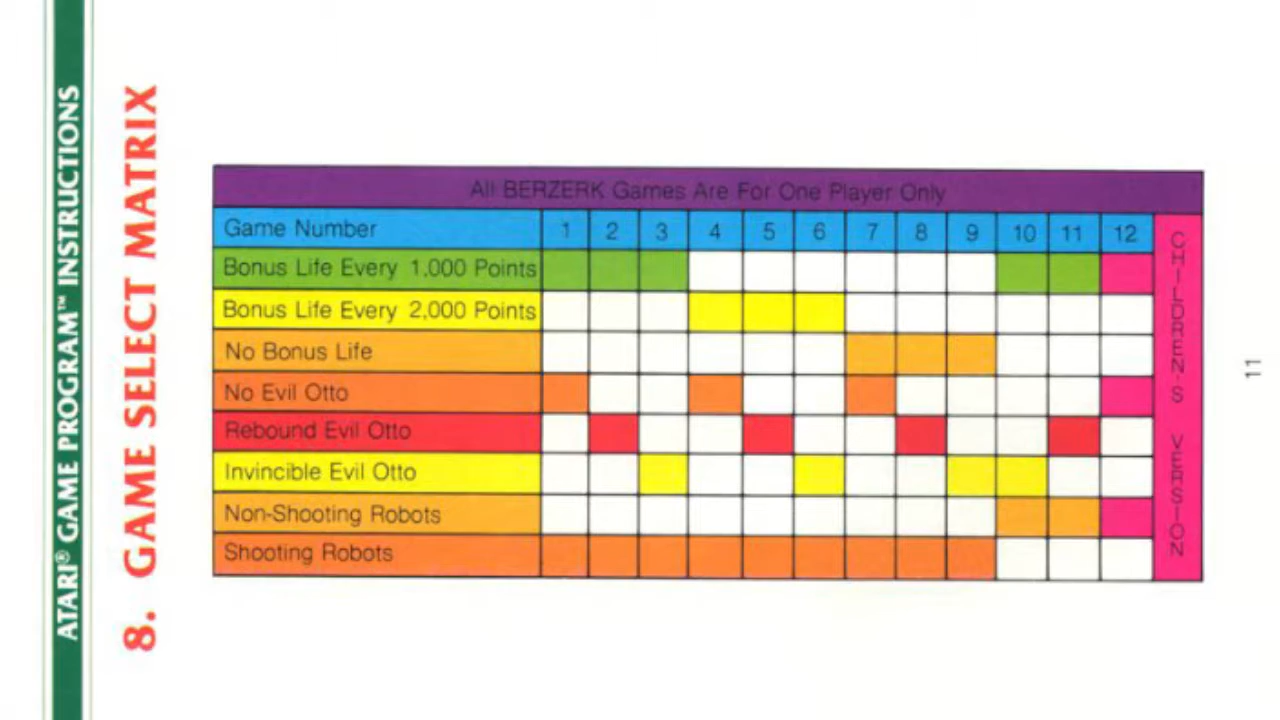 ATARI® GAME PROGRAM™ INSTRUCTIONS
8. GAME SELECT MATRIX
All BERZERK Games Are For One Player Only
Game Number 1 2 3 4 5 6 7 8 9 10 11 12
Bonus Life Every 1,000 Points
Bonus Life Every 2,000 Points
No Bonus Life
No Evil Otto
Rebound Evil Otto
Invincible Evil Otto
Non-Shooting Robots
Shooting Robots
CHILDREN'S VERSION
11